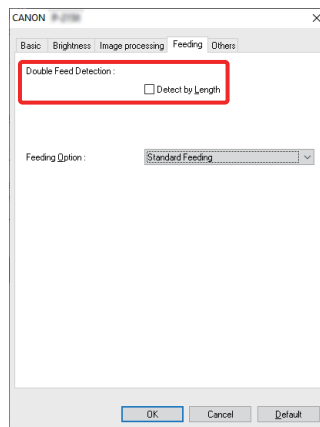 CANON
Basic Brightness Image processing Feeding Others
Double Feed Detection :
Detect by Length
Feeding Option : Standard Feeding
OK Cancel Default